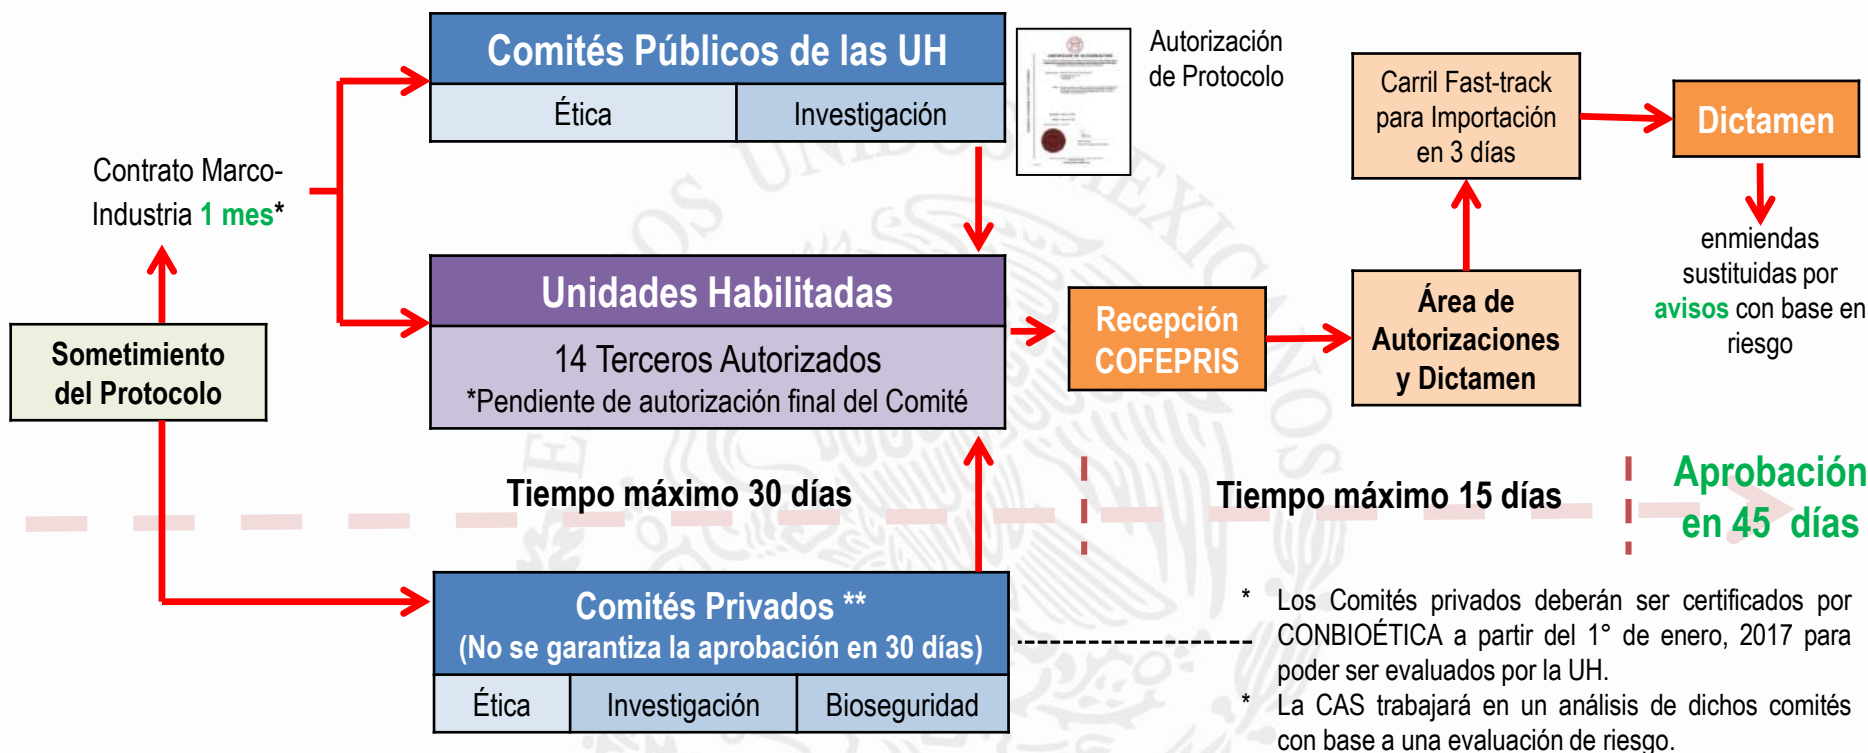 Comités Públicos de las UH
Ética
Investigación
Autorización
de Protocolo
Carril Fast-track
para Importación
en 3 días
Dictamen
Contrato Marco-
Industria 1 mes*
enmiendas
sustituidas por
avisos con base en
riesgo
Unidades Habilitadas
14 Terceros Autorizados
*Pendiente de autorización final del Comité
Recepción
COFEPRIS
Área de
Autorizaciones
y Dictamen
Sometimiento
del Protocolo
Tiempo máximo 30 días
Tiempo máximo 15 días
Aprobación
en 45 días
Comités Privados **
(No se garantiza la aprobación en 30 días)
Ética
Investigación
Bioseguridad
* Los Comités privados deberán ser certificados por
CONBIOÉTICA a partir del 1° de enero, 2017 para
poder ser evaluados por la UH.
* La CAS trabajará en un análisis de dichos comités
con base a una evaluación de riesgo.
UNIDOS MEXICANOS